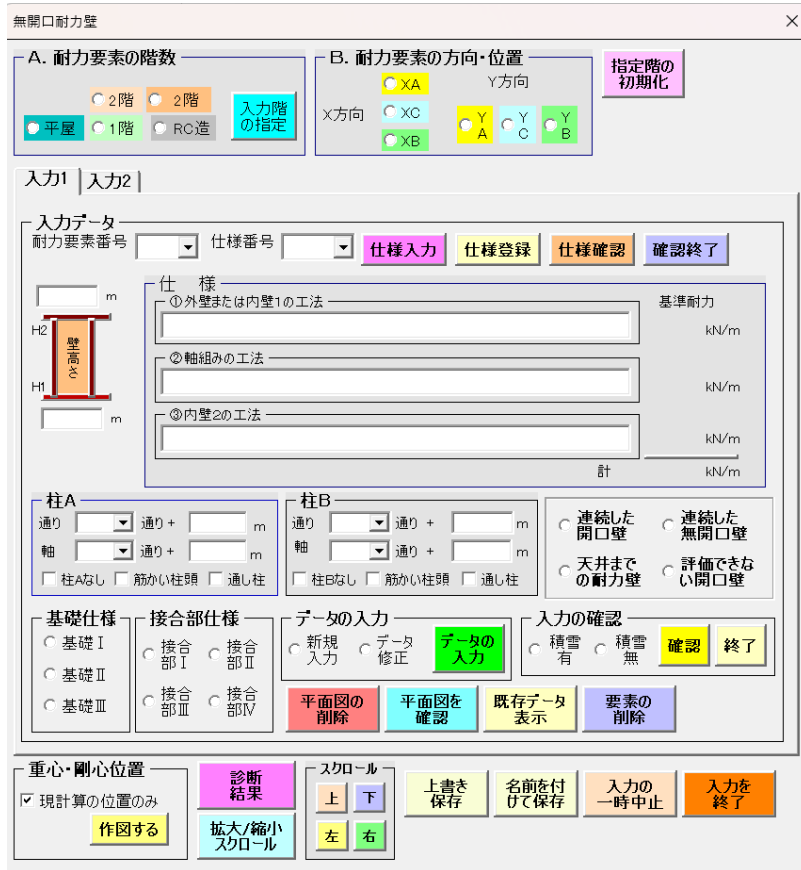 無開口耐力壁
A. 耐力要素の階数
2階
2階
平屋
1階
RC造
入力階
の指定
B. 耐力要素の方向・位置
X方向
XA
XC
XB
Y方向
Y
A
Y
C
Y
B
指定階の
初期化
入力1
入力2
入力データ
耐力要素番号
仕様番号
仕様入力
仕様登録
仕様確認
確認終了
m
H2
壁
高
さ
H1
m
仕 様
①外壁または内壁1の工法
基準耐力
kN/m
②軸組みの工法
kN/m
③内壁2の工法
kN/m
計
kN/m
柱A
通り
通り +
m
軸
通り +
m
柱Aなし
筋かい柱頭
通し柱
柱B
通り
通り +
m
軸
通り +
m
柱Bなし
筋かい柱頭
通し柱
連続した
開口壁
連続した
無開口壁
天井まで
の耐力壁
評価できな
い開口壁
基礎仕様
基礎Ⅰ
基礎Ⅱ
基礎Ⅲ
接合部仕様
接合
部Ⅰ
接合
部Ⅱ
接合
部Ⅲ
接合
部Ⅳ
データの入力
新規
入力
データ
修正
データの
入力
入力の確認
積雪
有
積雪
無
確認
終了
平面図の
削除
平面図を
確認
既存データ
表示
要素の
削除
重心・剛心位置
現計算の位置のみ
作図する
診断
結果
拡大/縮小
スクロール
スクロール
上
下
左
右
上書き
保存
名前を付
けて保存
入力の
一時中止
入力を
終了